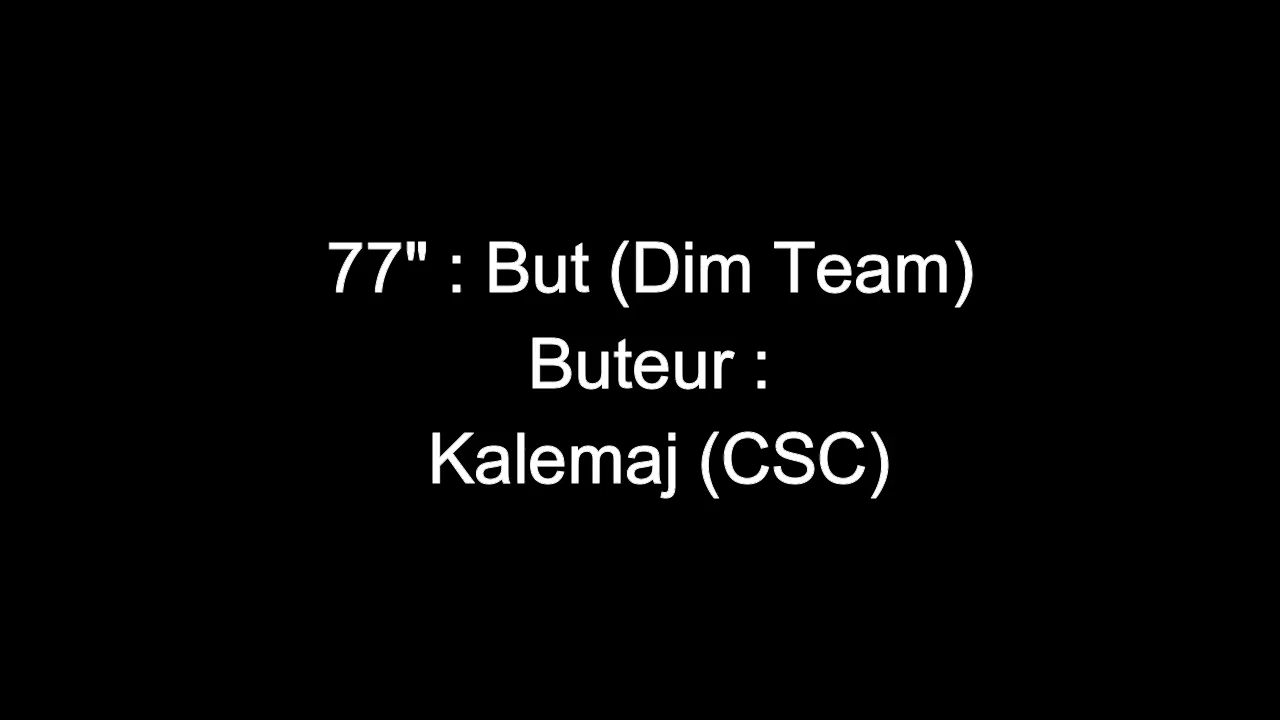 77" : But (Dim Team)
Buteur :
Kalemaj (CSC)